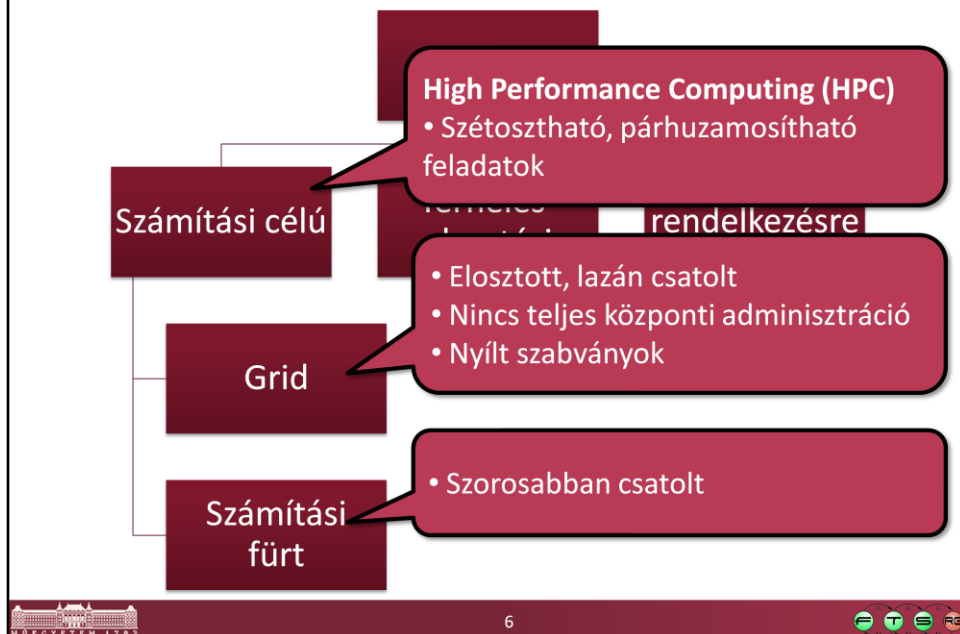 High Performance Computing (HPC)
• Szétosztható, párhuzamosítható
feladatok
Számítási célú
rendelkezésre
• Elosztott, lazán csatolt
• Nincs teljes központi adminisztráció
• Nyílt szabványok
Grid
• Szorosabban csatolt
Számítási
fürt
6
F T S RG